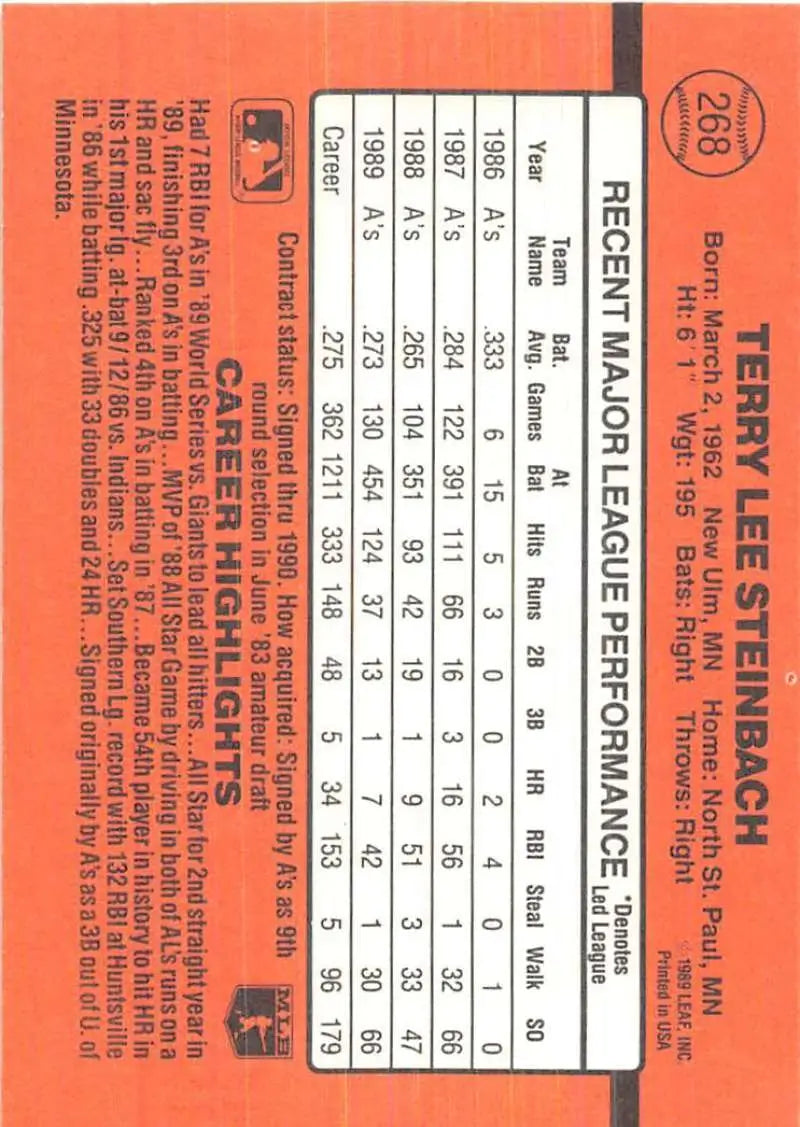 268
TERRY LEE STEINBACH
Born: March 2, 1962 New Ulm, MN Home: North St. Paul, MN
Ht: 6'1" Wgt: 195 Bats: Right Throws: Right
© 1989 LEAF, INC.
Printed in USA
RECENT MAJOR LEAGUE PERFORMANCE *Denotes Led League
Year Team Name Bat. Avg. Games At Bat Hits Runs 2B 3B HR RBI Steal Walk SO
1986 A's .333 6 15 5 3 0 0 2 4 0 1 0
1987 A's .284 122 391 111 66 16 3 16 56 1 32 66
1988 A's .265 104 351 93 42 19 1 9 51 3 33 47
1989 A's .273 130 454 124 37 13 1 7 42 1 30 66
Career .275 362 1211 333 148 48 5 34 153 5 96 179
Contract status: Signed thru 1990. How acquired: Signed by A's as 9th
round selection in June '83 amateur draft
MLB
CAREER HIGHLIGHTS
Had 7 RBI for A's in '89 World Series vs. Giants to lead all hitters...All Star for 2nd straight year in
'89, finishing 3rd on A's in batting...MVP of '88 All Star Game by driving in both of AL's runs on a
HR and sac fly...Ranked 4th on A's in batting in '87...Became 54th player in history to hit HR in
his 1st major lg. at-bat 9/12/86 vs. Indians...Set Southern Lg. record with 132 RBI at Huntsville
in '86 while batting .325 with 33 doubles and 24 HR...Signed originally by A's as a 3B out of U. of
Minnesota.